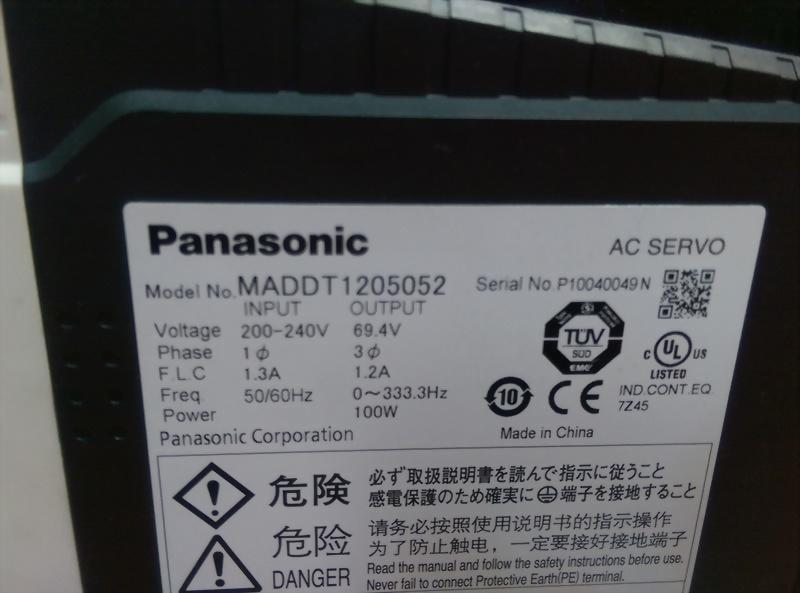 Panasonic
AC SERVO
Model No. MADDT1205052
Serial No. P10040049N
INPUT OUTPUT
Voltage 200-240V 69.4V
Phase 1ϕ 3ϕ
F.L.C 1.3A 1.2A
Freq. 50/60Hz 0～333.3Hz
Power 100W
Panasonic Corporation
TÜV
SÜD
EMC
C UL US
LISTED
IND.CONT.EQ.
7Z45
10
CE
Made in China
危険
必ず取扱説明書を読んで指示に従うこと
感電保護のため確実に⏚端子を接地すること
危险
请务必按照使用说明书的指示操作
为了防止触电，一定要接好接地端子
DANGER
Read the manual and follow the safety instructions before use.
Never fail to connect Protective Earth(PE) terminal.